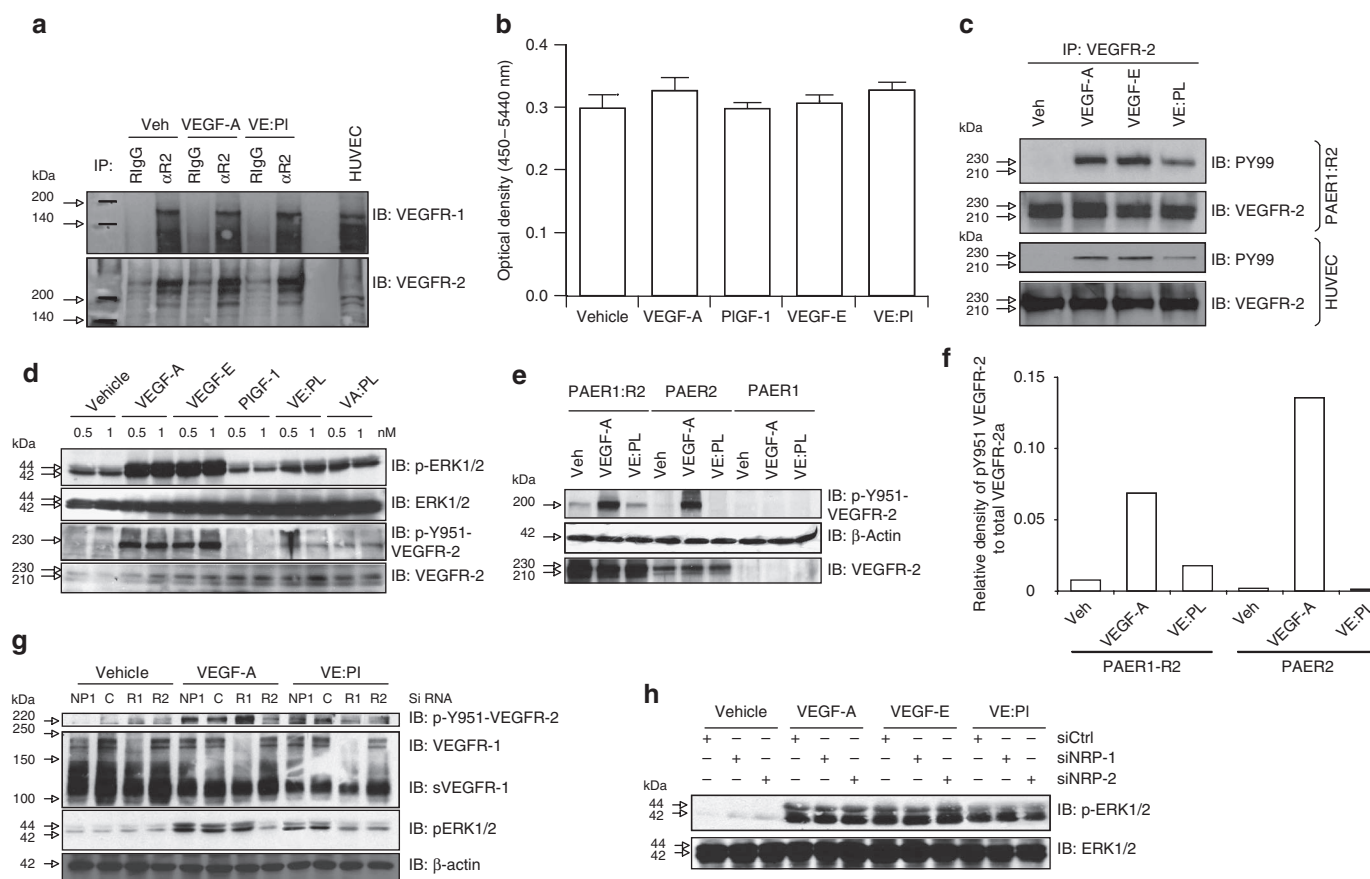 a
Veh VEGF-A VE:Pl
kDa IP: RIgG αR2 RIgG αR2 RIgG αR2 HUVEC
200
140
IB: VEGFR-1
200
140
IB: VEGFR-2
b
Optical density (450–5440 nm)
0.4
0.3
0.2
0.1
0.0
Vehicle VEGF-A PlGF-1 VEGF-E VE:Pl
c
IP: VEGFR-2
Veh VEGF-A VEGF-E VE:PL
kDa
230
210
IB: PY99
230
210
IB: VEGFR-2
PAER1:R2
kDa
230
210
IB: PY99
230
210
IB: VEGFR-2
HUVEC
d
Vehicle VEGF-A VEGF-E PlGF-1 VE:PL VA:PL
0.5 1 0.5 1 0.5 1 0.5 1 0.5 1 0.5 1 nM
kDa
44
42
IB: p-ERK1/2
44
42
IB: ERK1/2
230
IB: p-Y951-
VEGFR-2
230
210
IB: VEGFR-2
e
PAER1:R2 PAER2 PAER1
Veh VEGF-A VE:PL Veh VEGF-A VE:PL Veh VEGF-A VE:PL
kDa
200
IB: p-Y951-
VEGFR-2
42
IB: β-Actin
230
210
IB: VEGFR-2
f
Relative density of pY951 VEGFR-2
to total VEGFR-2a
0.15
0.10
0.05
0
Veh VEGF-A VE:PL Veh VEGF-A VE:Pl
PAER1-R2 PAER2
g
Vehicle VEGF-A VE:Pl
kDa NP1 C R1 R2 NP1 C R1 R2 NP1 C R1 R2 Si RNA
220
IB: p-Y951-VEGFR-2
250
IB: VEGFR-1
150
IB: sVEGFR-1
100
44
42
IB: pERK1/2
42
IB: β-actin
h
Vehicle VEGF-A VEGF-E VE:Pl
+ – – + – – + – – + – – siCtrl
– + – – + – – + – – + – siNRP-1
– – + – – + – – + – – + siNRP-2
kDa
44
42
IB: p-ERK1/2
44
42
IB: ERK1/2